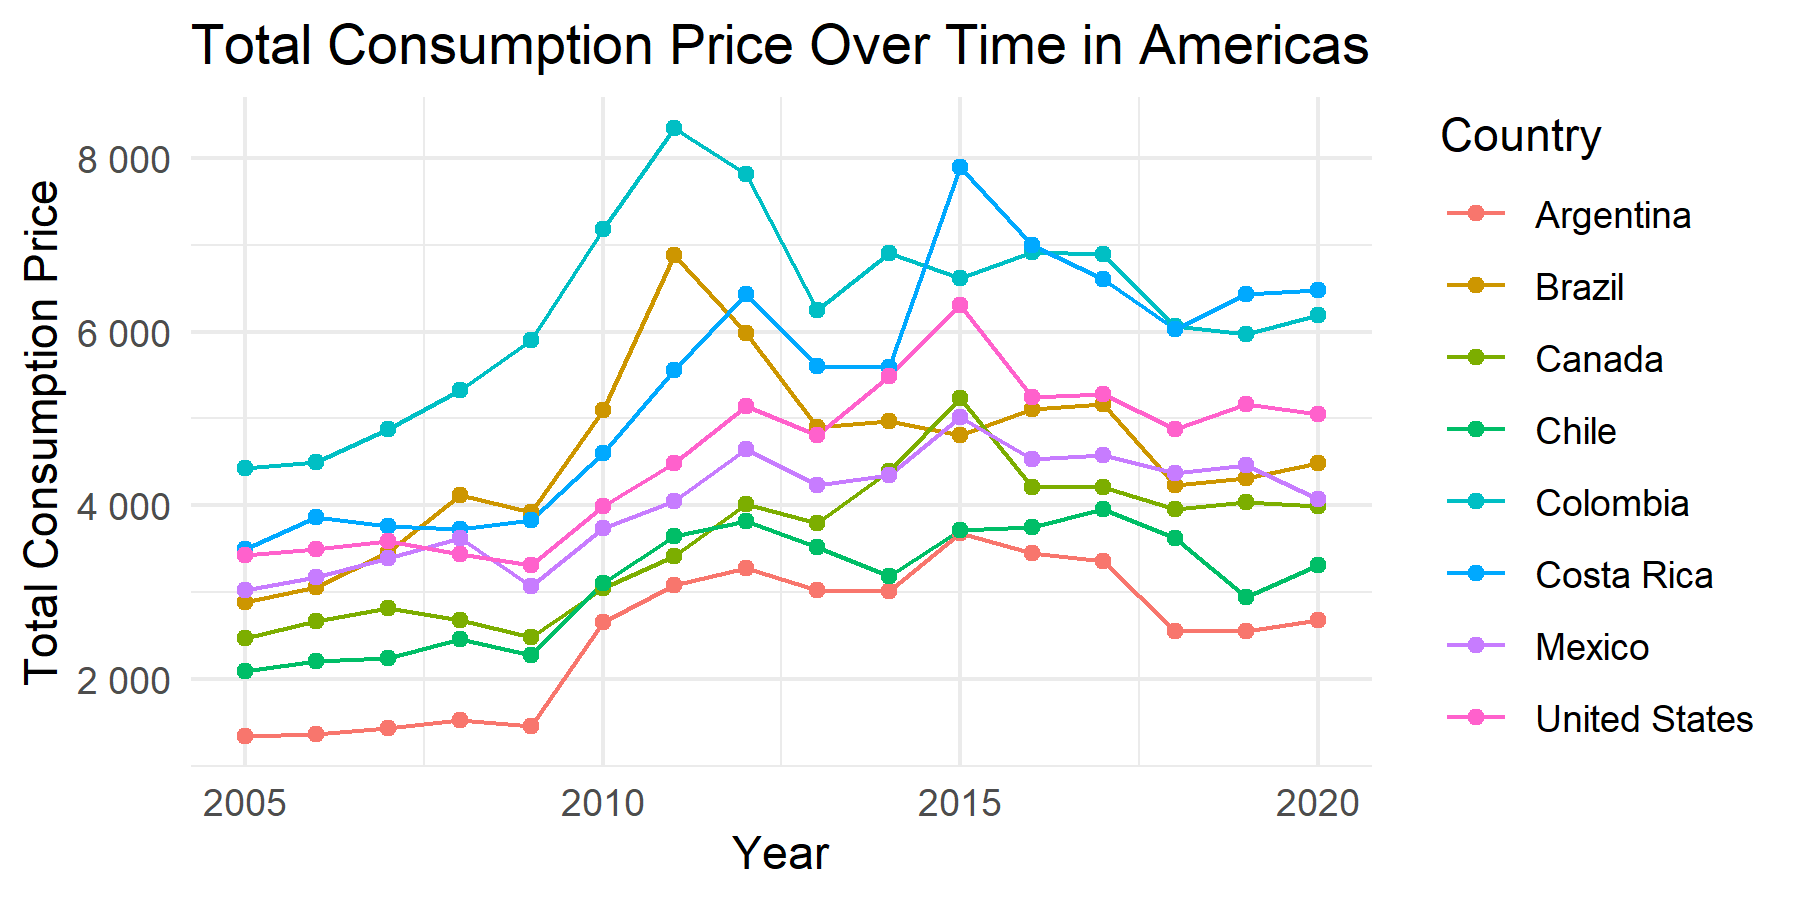 Total Consumption Price Over Time in Americas
Total Consumption Price
8 000
6 000
4 000
2 000
2005
2010
2015
2020
Year
Country
Argentina
Brazil
Canada
Chile
Colombia
Costa Rica
Mexico
United States